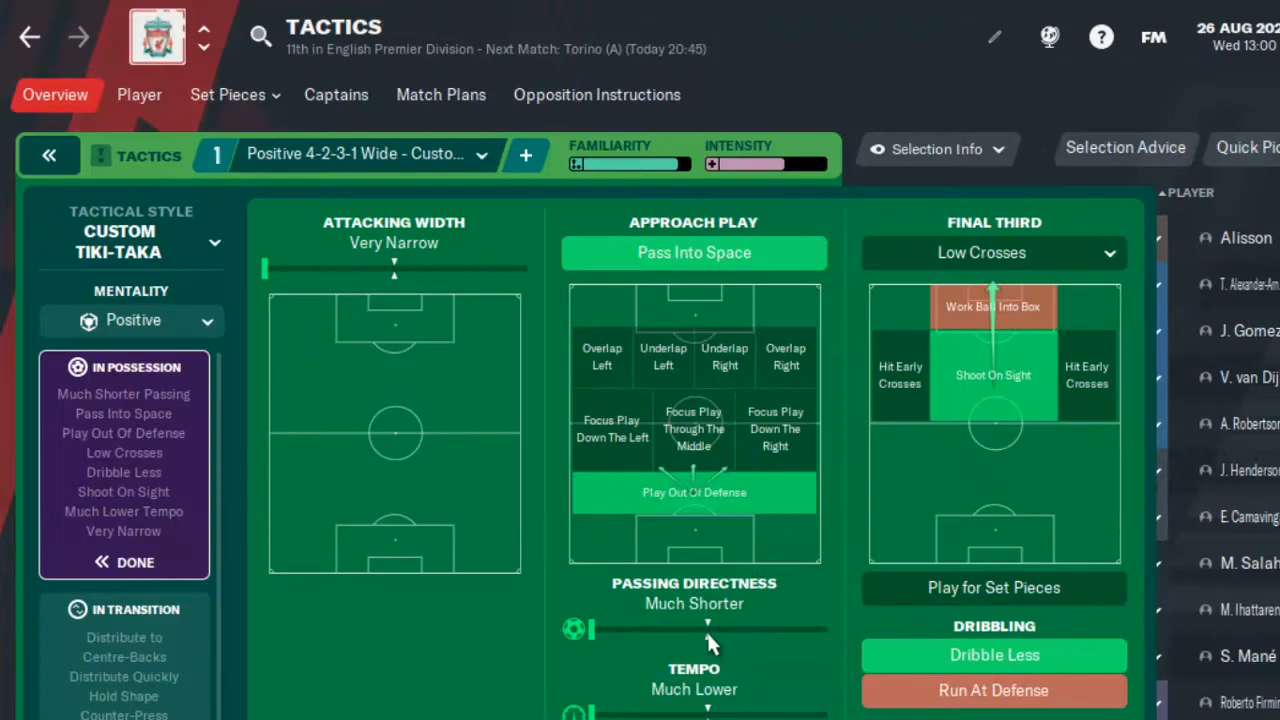 TACTICS
11th in English Premier Division - Next Match: Torino (A) (Today 20:45)
FM
26 AUG 202
Wed 13:00
Overview
Player
Set Pieces
Captains
Match Plans
Opposition Instructions
TACTICS
1
Positive 4-2-3-1 Wide - Custo...
+
FAMILIARITY
INTENSITY
Selection Info
Selection Advice
Quick Pic
PLAYER
TACTICAL STYLE
CUSTOM
TIKI-TAKA
MENTALITY
Positive
IN POSSESSION
Much Shorter Passing
Pass Into Space
Play Out Of Defense
Low Crosses
Dribble Less
Shoot On Sight
Much Lower Tempo
Very Narrow
DONE
IN TRANSITION
Distribute to
Centre-Backs
Distribute Quickly
Hold Shape
Counter-Press
ATTACKING WIDTH
Very Narrow
APPROACH PLAY
Pass Into Space
Overlap
Left
Underlap
Left
Underlap
Right
Overlap
Right
Focus Play
Down The Left
Focus Play
Through The
Middle
Focus Play
Down The
Right
Play Out Of Defense
PASSING DIRECTNESS
Much Shorter
TEMPO
Much Lower
FINAL THIRD
Low Crosses
Work Ball Into Box
Hit Early
Crosses
Shoot On Sight
Hit Early
Crosses
Play for Set Pieces
DRIBBLING
Dribble Less
Run At Defense
Alisson
T. Alexander-Arn.
J. Gomez
V. van Dij
A. Robertson
J. Henderson
E. Camaving
M. Salah
M. Ihattaren
S. Mané
Roberto Firmin